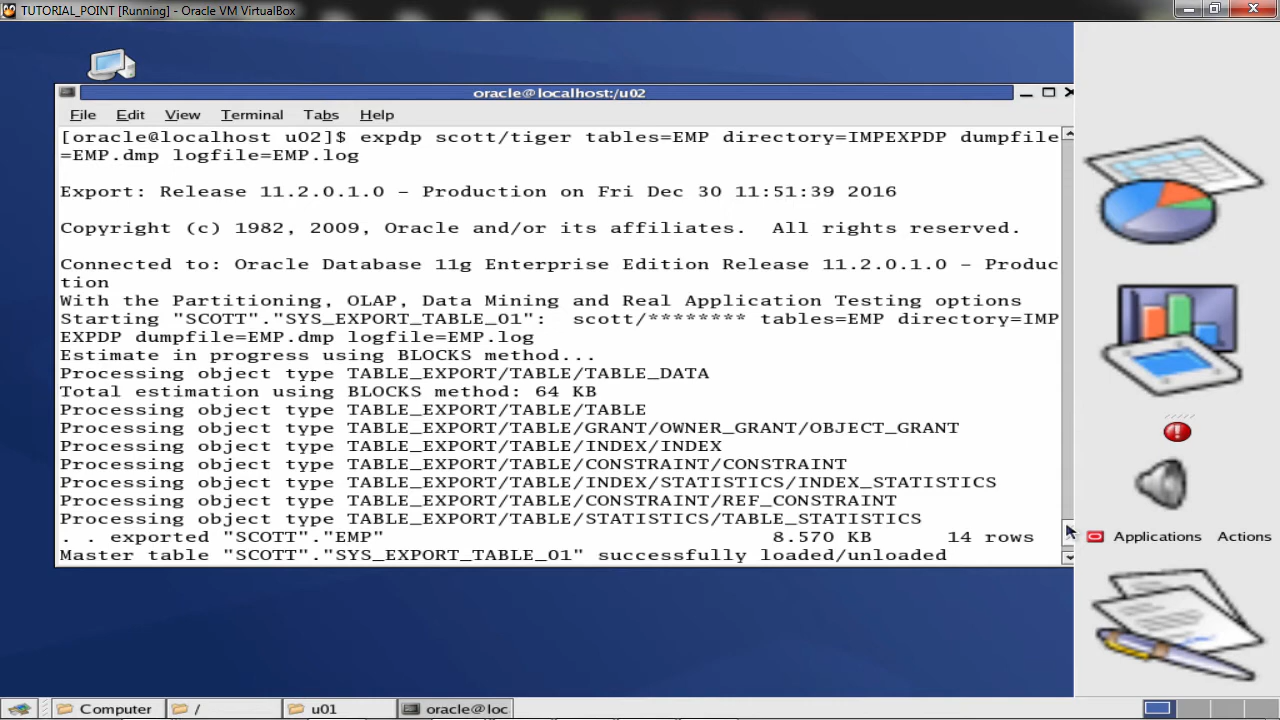 TUTORIAL_POINT [Running] - Oracle VM VirtualBox
oracle@localhost:/u02
File Edit View Terminal Tabs Help
[oracle@localhost u02]$ expdp scott/tiger tables=EMP directory=IMPEXPDP dumpfile
=EMP.dmp logfile=EMP.log
Export: Release 11.2.0.1.0 - Production on Fri Dec 30 11:51:39 2016
Copyright (c) 1982, 2009, Oracle and/or its affiliates.  All rights reserved.
Connected to: Oracle Database 11g Enterprise Edition Release 11.2.0.1.0 - Produc
tion
With the Partitioning, OLAP, Data Mining and Real Application Testing options
Starting "SCOTT"."SYS_EXPORT_TABLE_01":  scott/******** tables=EMP directory=IMP
EXPDP dumpfile=EMP.dmp logfile=EMP.log
Estimate in progress using BLOCKS method...
Processing object type TABLE_EXPORT/TABLE/TABLE_DATA
Total estimation using BLOCKS method: 64 KB
Processing object type TABLE_EXPORT/TABLE/TABLE
Processing object type TABLE_EXPORT/TABLE/GRANT/OWNER_GRANT/OBJECT_GRANT
Processing object type TABLE_EXPORT/TABLE/INDEX/INDEX
Processing object type TABLE_EXPORT/TABLE/CONSTRAINT/CONSTRAINT
Processing object type TABLE_EXPORT/TABLE/INDEX/STATISTICS/INDEX_STATISTICS
Processing object type TABLE_EXPORT/TABLE/CONSTRAINT/REF_CONSTRAINT
Processing object type TABLE_EXPORT/TABLE/STATISTICS/TABLE_STATISTICS
. . exported "SCOTT"."EMP" 8.570 KB 14 rows
Master table "SCOTT"."SYS_EXPORT_TABLE_01" successfully loaded/unloaded
Applications Actions
Computer / u01 oracle@loc